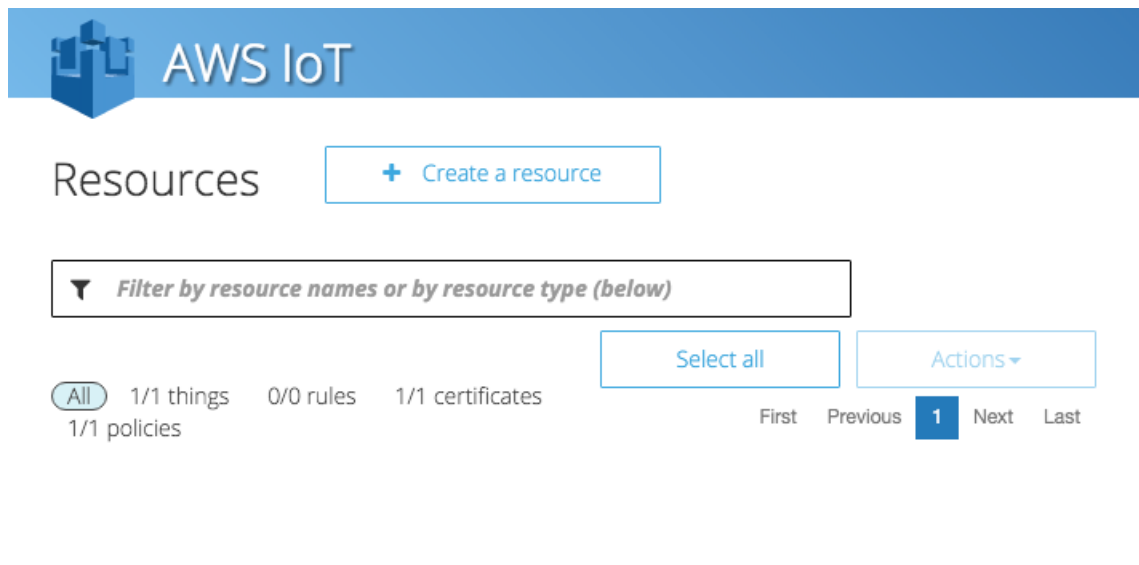 AWS IoT
Resources
Create a resource
Filter by resource names or by resource type (below)
Select all
Actions
All 1/1 things 0/0 rules 1/1 certificates
1/1 policies
First Previous 1 Next Last